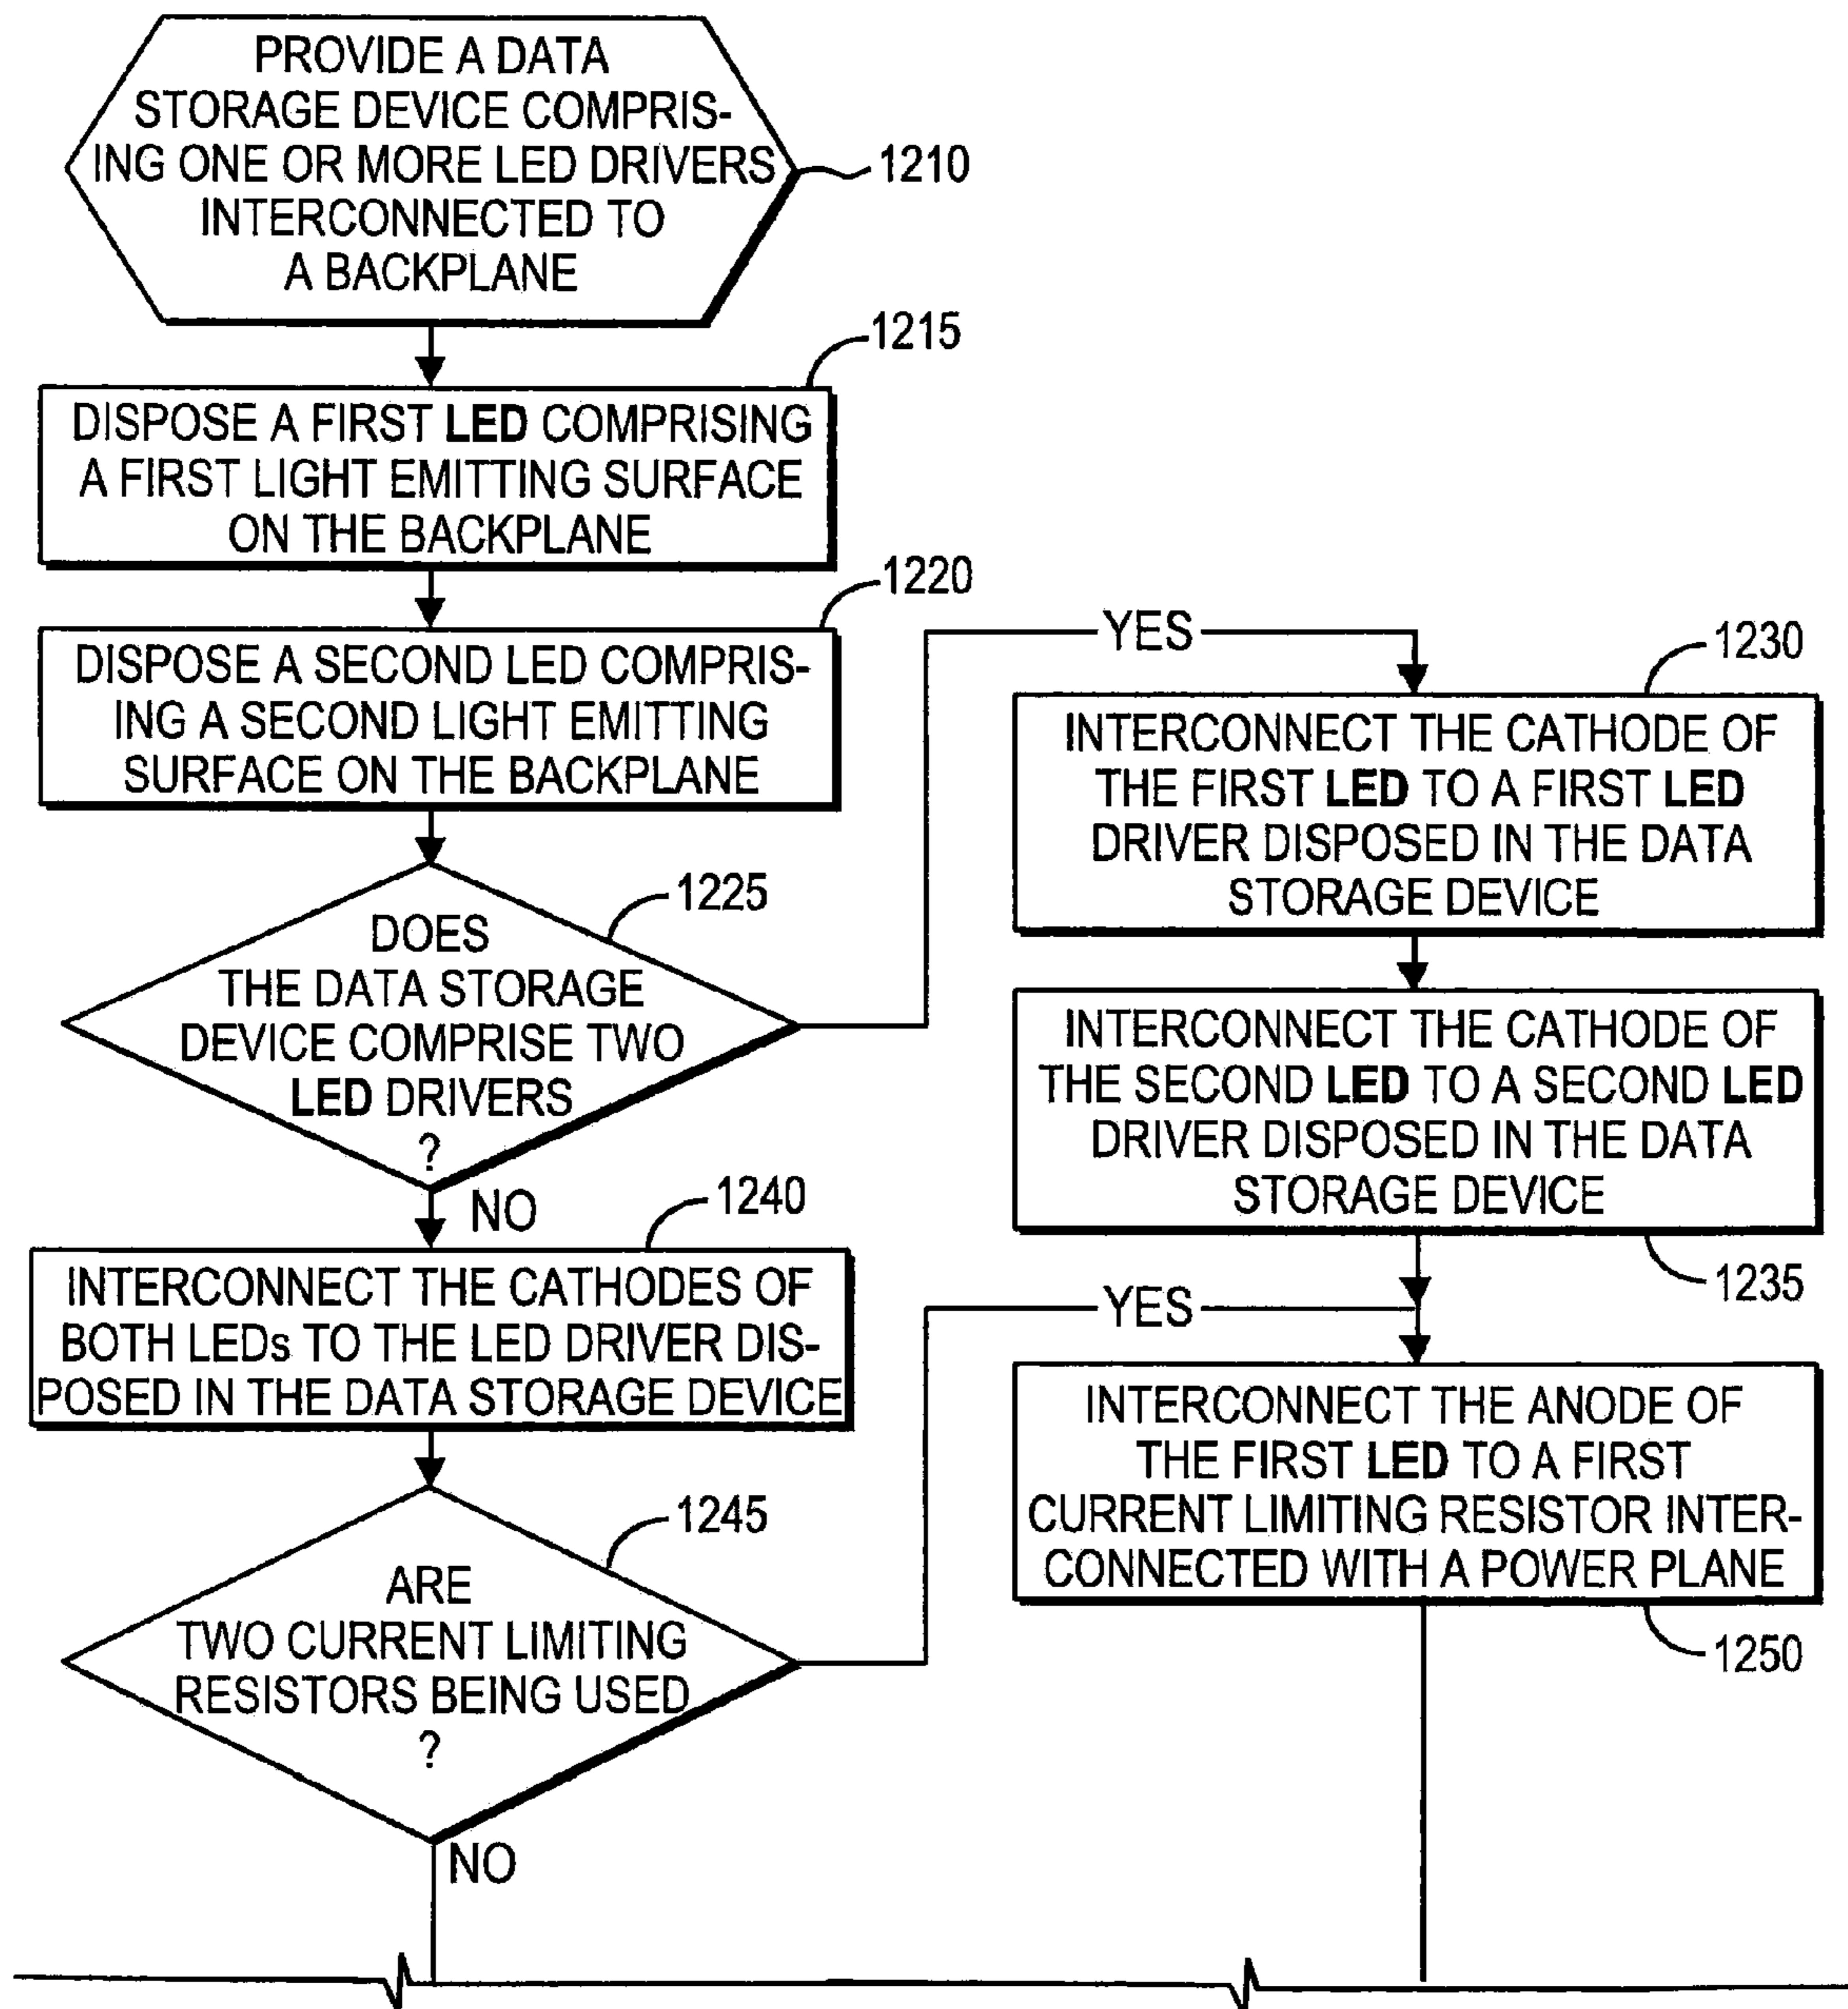 PROVIDE A DATA
STORAGE DEVICE COMPRIS-
ING ONE OR MORE LED DRIVERS
INTERCONNECTED TO
A BACKPLANE
1210
1215
DISPOSE A FIRST LED COMPRISING
A FIRST LIGHT EMITTING SURFACE
ON THE BACKPLANE
1220
DISPOSE A SECOND LED COMPRIS-
ING A SECOND LIGHT EMITTING
SURFACE ON THE BACKPLANE
1225
DOES
THE DATA STORAGE
DEVICE COMPRISE TWO
LED DRIVERS
?
YES
NO
1230
INTERCONNECT THE CATHODE OF
THE FIRST LED TO A FIRST LED
DRIVER DISPOSED IN THE DATA
STORAGE DEVICE
INTERCONNECT THE CATHODE OF
THE SECOND LED TO A SECOND LED
DRIVER DISPOSED IN THE DATA
STORAGE DEVICE
1235
1240
INTERCONNECT THE CATHODES OF
BOTH LEDs TO THE LED DRIVER DIS-
POSED IN THE DATA STORAGE DEVICE
1245
ARE
TWO CURRENT LIMITING
RESISTORS BEING USED
?
YES
NO
INTERCONNECT THE ANODE OF
THE FIRST LED TO A FIRST
CURRENT LIMITING RESISTOR INTER-
CONNECTED WITH A POWER PLANE
1250